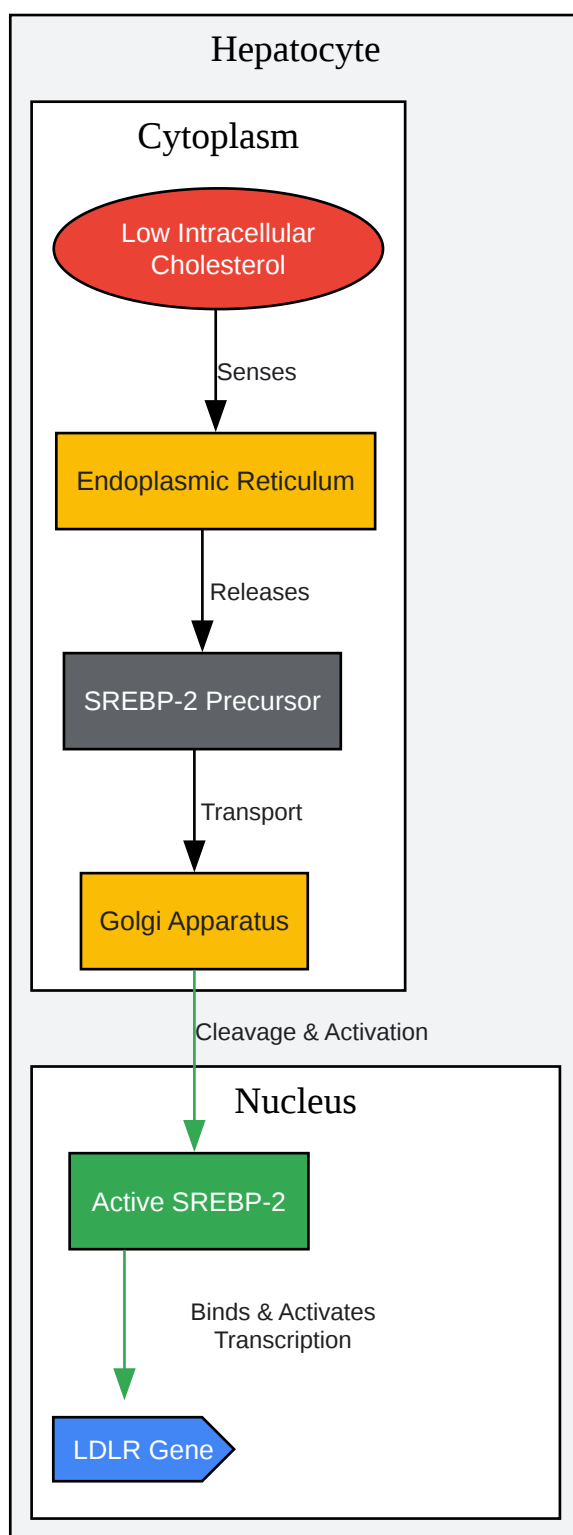 Hepatocyte
Cytoplasm
Low Intracellular
Cholesterol
Senses
Endoplasmic Reticulum
Releases
SREBP-2 Precursor
Transport
Golgi Apparatus
Cleavage & Activation
Nucleus
Active SREBP-2
Binds & Activates
Transcription
LDLR Gene